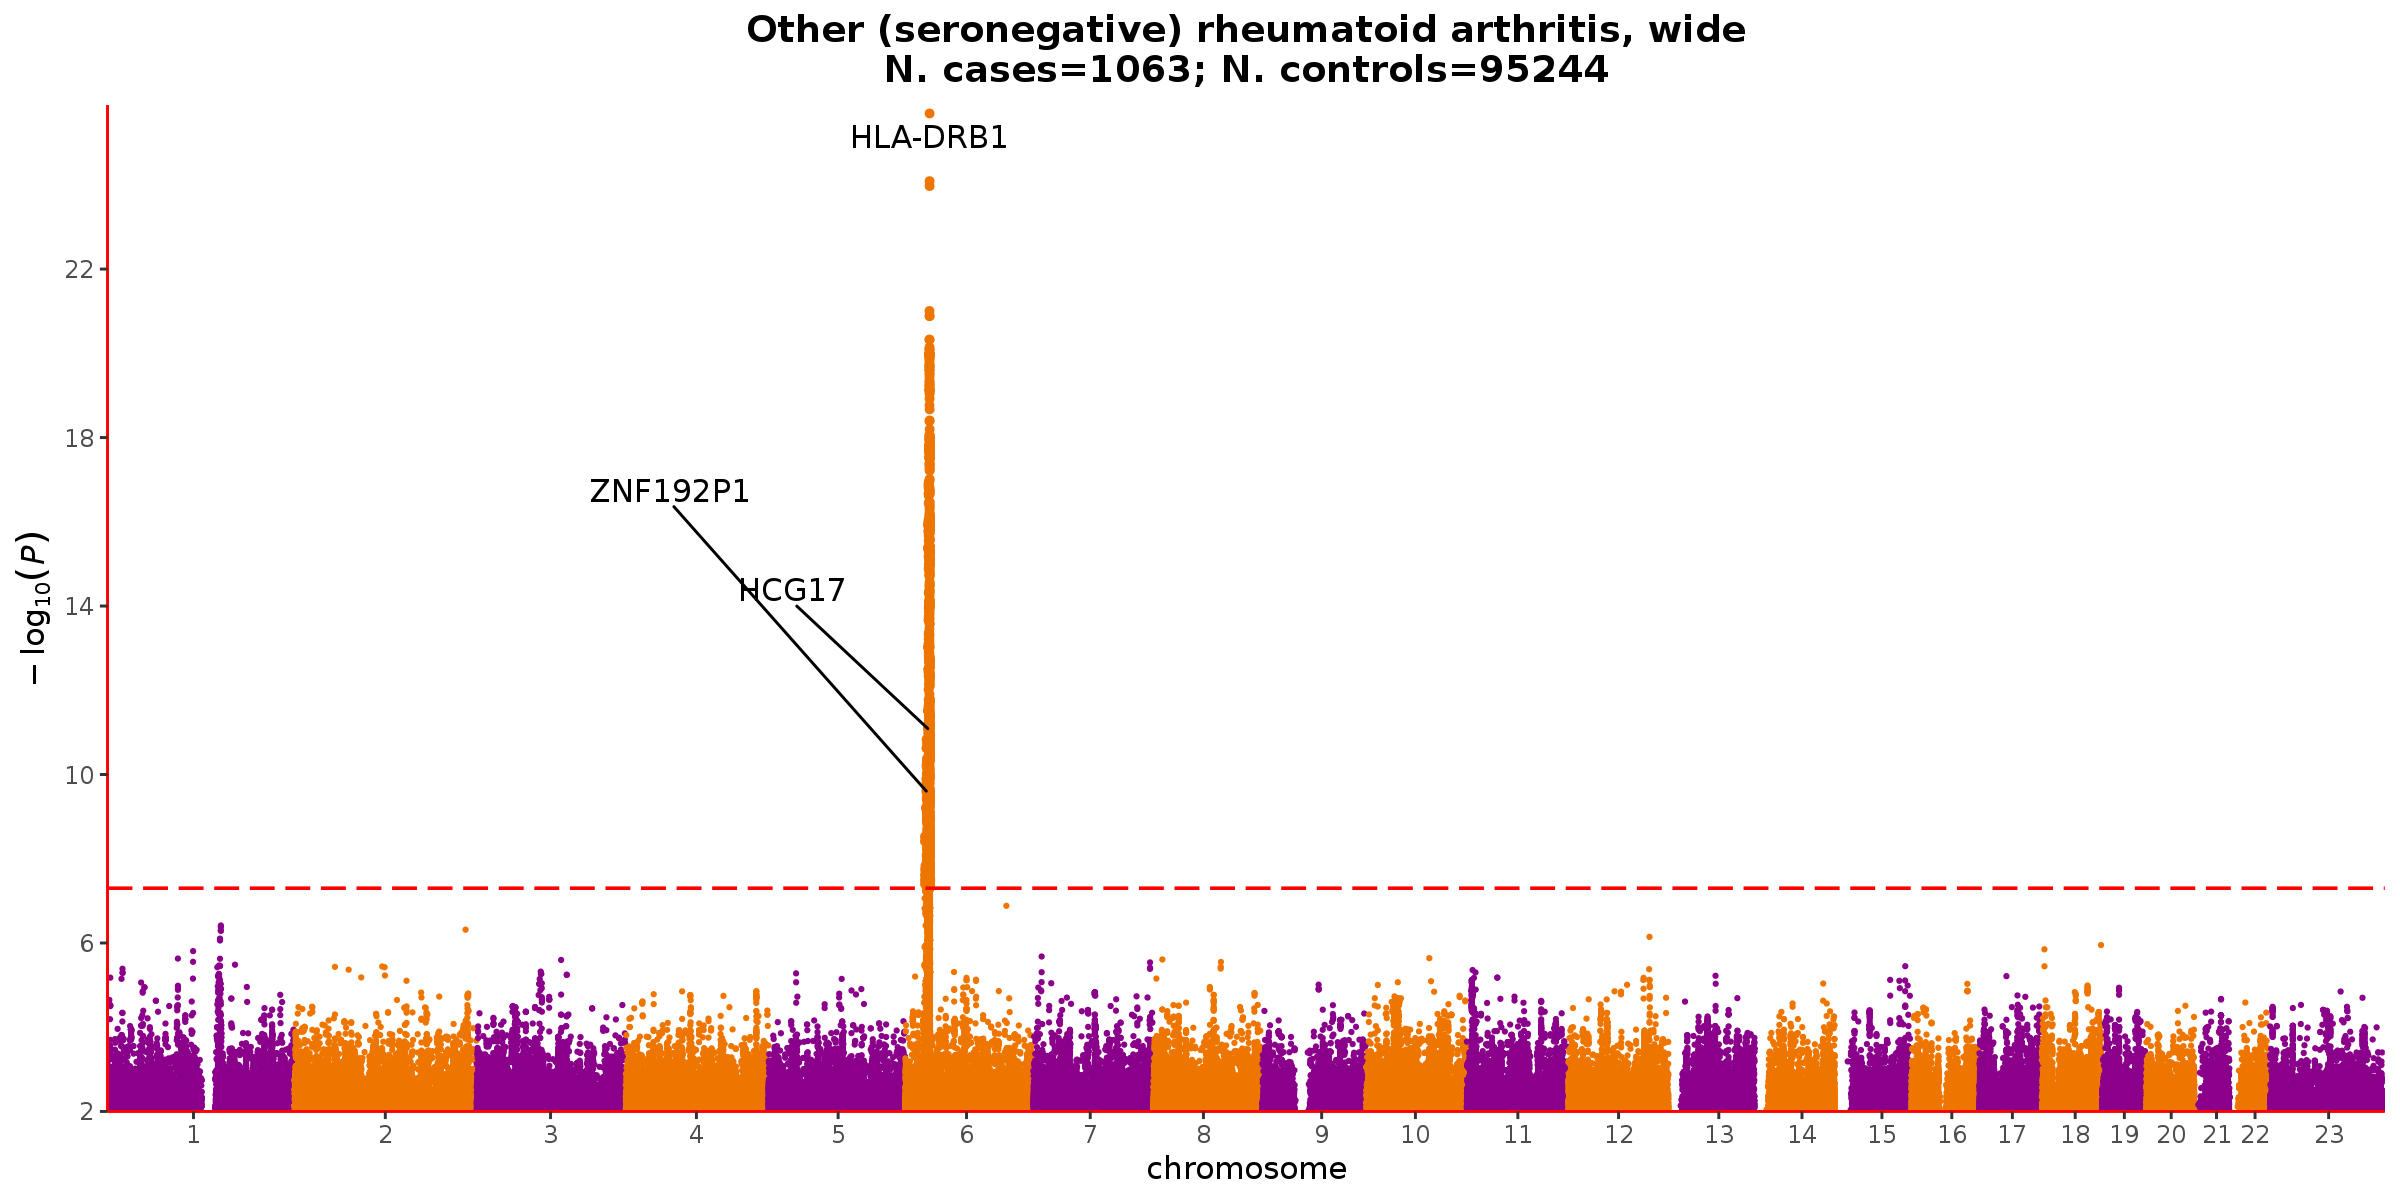 Other (seronegative) rheumatoid arthritis, wide
N. cases=1063; N. controls=95244
HLA-DRB1
ZNF192P1
HCG17
−log₁₀(P)
22
18
14
10
6
2
1 2 3 4 5 6 7 8 9 10 11 12 13 14 15 16 17 18 19 20 21 22 23
chromosome